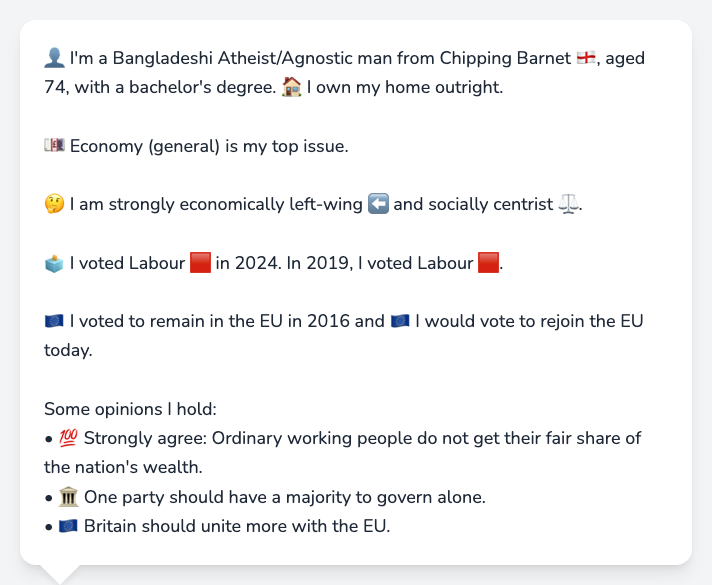 👤 I'm a Bangladeshi Atheist/Agnostic man from Chipping Barnet 🏴󠁧󠁢󠁥󠁮󠁧󠁿, aged
74, with a bachelor's degree. 🏠 I own my home outright.
💷 Economy (general) is my top issue.
🤔 I am strongly economically left-wing ⬅️ and socially centrist ⚖️.
🗳️ I voted Labour 🟥 in 2024. In 2019, I voted Labour 🟥.
🇪🇺 I voted to remain in the EU in 2016 and 🇪🇺 I would vote to rejoin the EU
today.
Some opinions I hold:
• 💯 Strongly agree: Ordinary working people do not get their fair share of
the nation's wealth.
• 🏛️ One party should have a majority to govern alone.
• 🇪🇺 Britain should unite more with the EU.